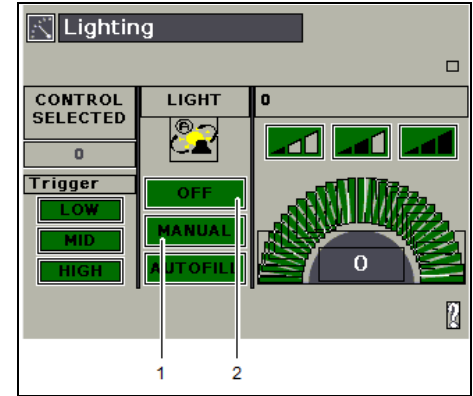 Lighting
CONTROL
SELECTED
0
Trigger
LOW
MID
HIGH
LIGHT
OFF
MANUAL
AUTOFILL
0
0
1 2